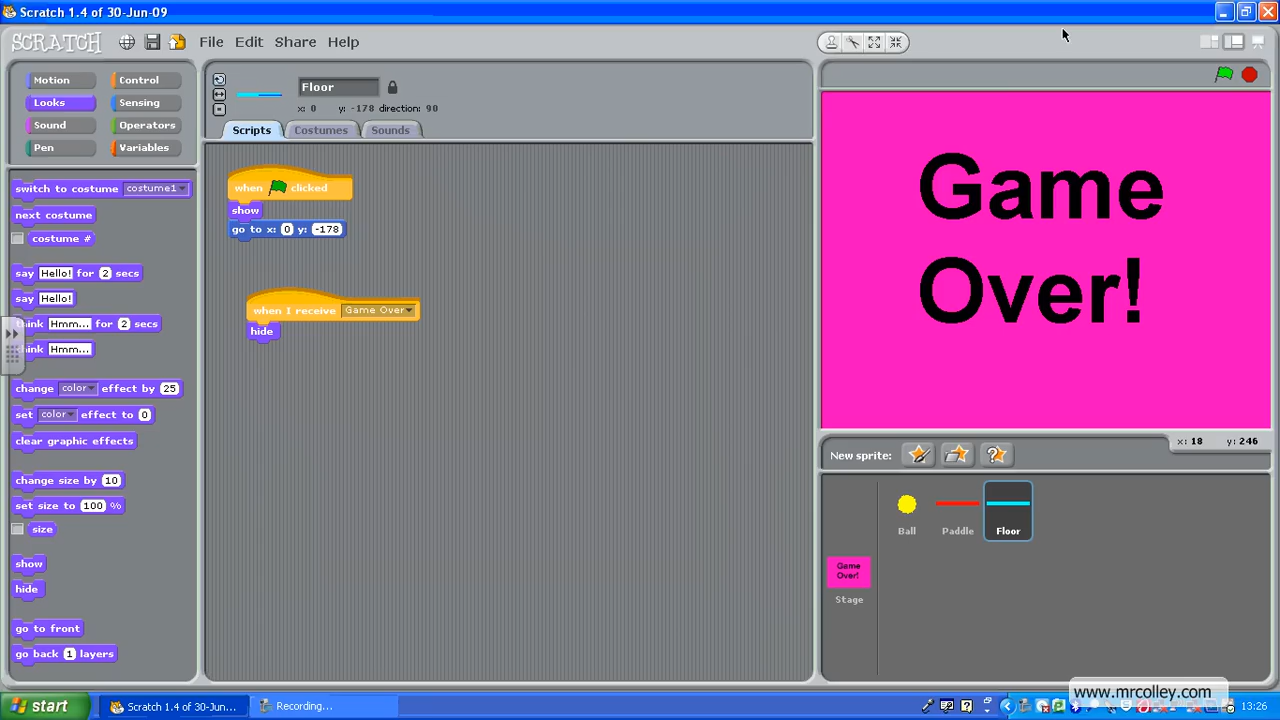 Scratch 1.4 of 30-Jun-09
SCRATCH
File Edit Share Help
Motion Control
Looks Sensing
Sound Operators
Pen Variables
switch to costume costume1
next costume
costume #
say Hello! for 2 secs
say Hello!
think Hmm... for 2 secs
think Hmm...
change color effect by 25
set color effect to 0
clear graphic effects
change size by 10
set size to 100 %
size
show
hide
go to front
go back 1 layers
Floor
x: 0 y: -178 direction: 90
Scripts Costumes Sounds
when clicked
show
go to x: 0 y: -178
when I receive Game Over
hide
Game
Over!
x: 18 y: 246
New sprite:
Ball Paddle Floor
Game
Over!
Stage
www.mrcolley.com
start Scratch 1.4 of 30-Jun... Recording... 13:26